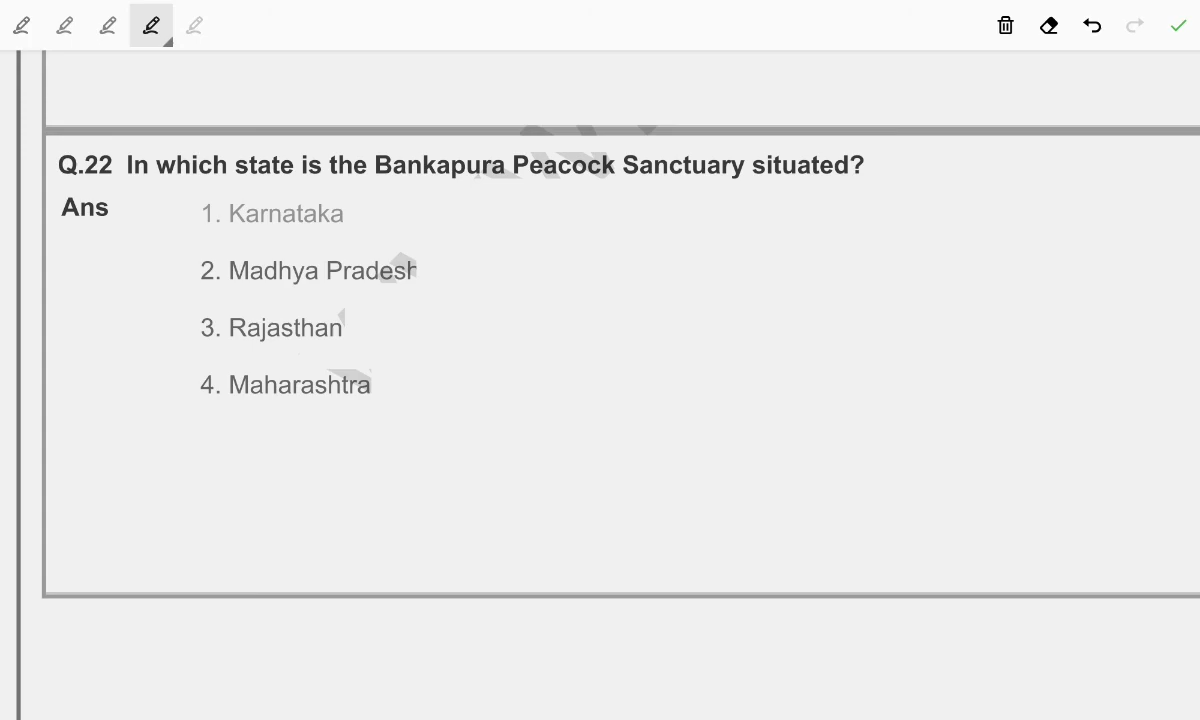 Q.22 In which state is the Bankapura Peacock Sanctuary situated?
Ans 1. Karnataka
2. Madhya Pradesh
3. Rajasthan
4. Maharashtra